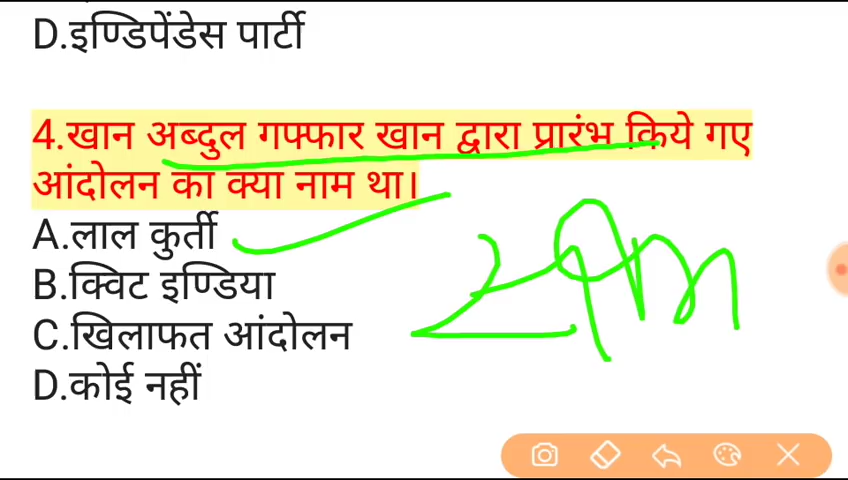 D.इण्डिपेंडेस पार्टी
4.खान अब्दुल गफ्फार खान द्वारा प्रारंभ किये गए
आंदोलन का क्या नाम था।
A.लाल कुर्ती
B.क्विट इण्डिया
C.खिलाफत आंदोलन
D.कोई नहीं